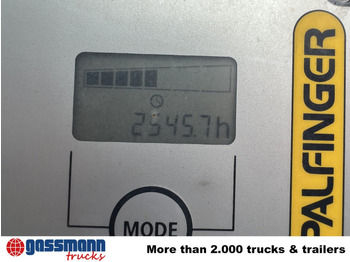 2545.7h
MODE
PALFINGER
gassmann
trucks
More than 2.000 trucks & trailers